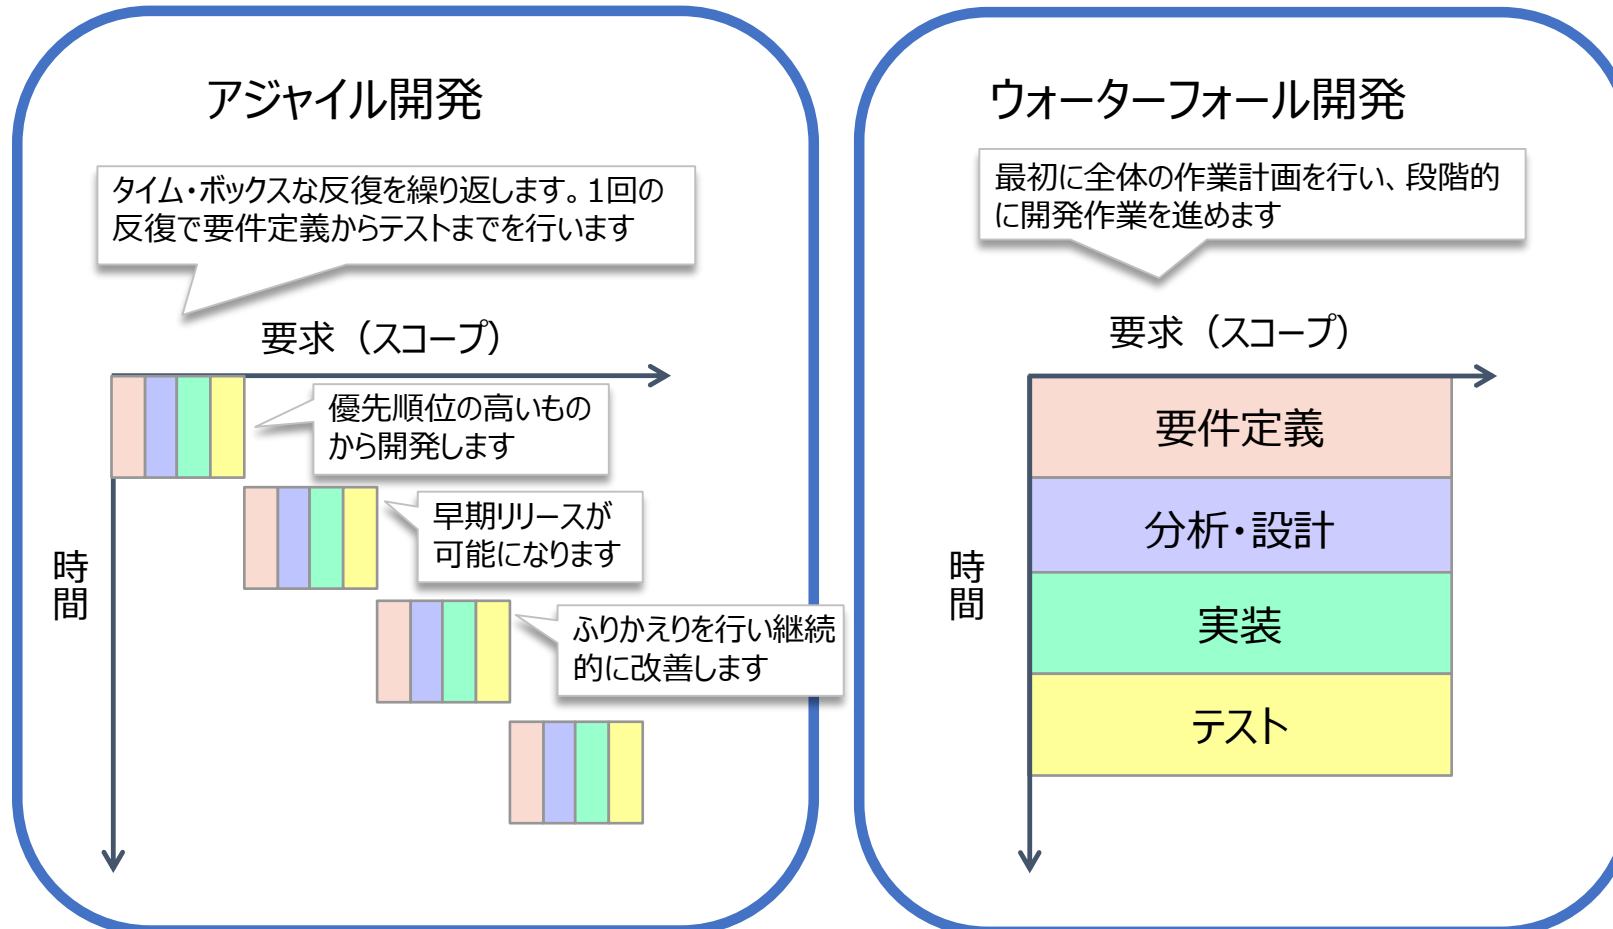 アジャイル開発
タイム・ボックスな反復を繰り返します。1回の
反復で要件定義からテストまでを行います
要求（スコープ）
優先順位の高いもの
から開発します
早期リリースが
可能になります
ふりかえりを行い継続
的に改善します
時間
ウォーターフォール開発
最初に全体の作業計画を行い、段階的
に開発作業を進めます
要求（スコープ）
要件定義
分析・設計
実装
テスト
時間